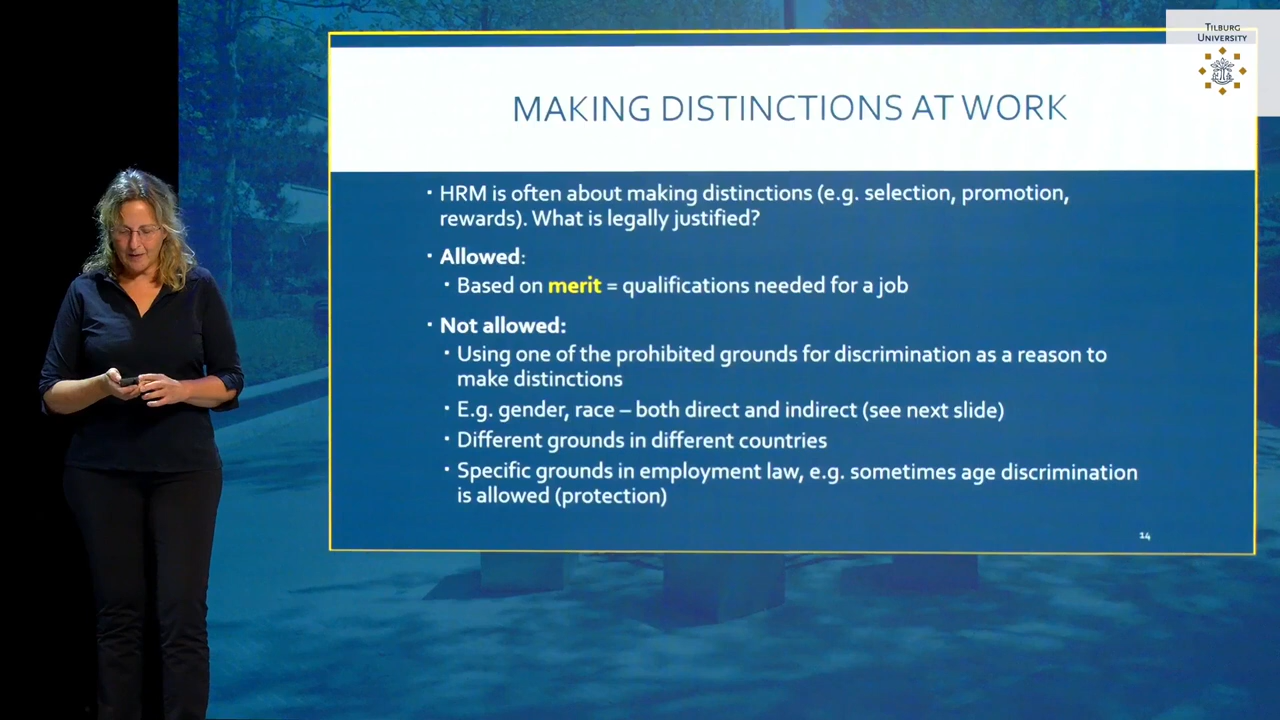 TILBURG
UNIVERSITY
MAKING DISTINCTIONS AT WORK
• HRM is often about making distinctions (e.g. selection, promotion,
rewards). What is legally justified?
• Allowed:
• Based on merit = qualifications needed for a job
• Not allowed:
• Using one of the prohibited grounds for discrimination as a reason to
make distinctions
• E.g. gender, race – both direct and indirect (see next slide)
• Different grounds in different countries
• Specific grounds in employment law, e.g. sometimes age discrimination
is allowed (protection)
14